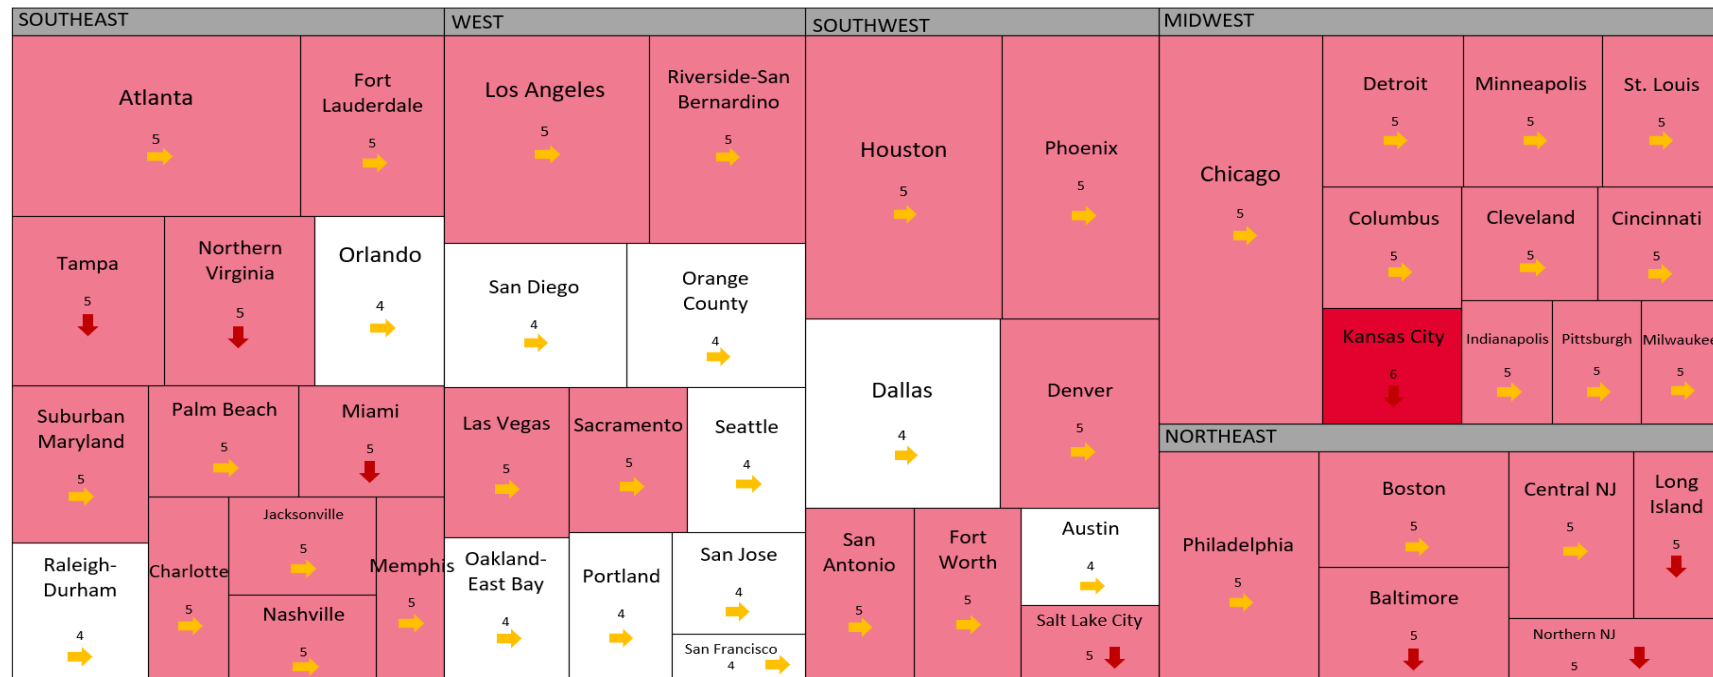 SOUTHEAST
Atlanta
5
Fort
Lauderdale
5
Tampa
5
Northern
Virginia
5
Orlando
4
Suburban
Maryland
5
Palm Beach
5
Miami
5
Raleigh-
Durham
4
Charlotte
5
Jacksonville
5
Nashville
5
Memphis
5
WEST
Los Angeles
5
Riverside-San
Bernardino
5
San Diego
4
Orange
County
4
Las Vegas
5
Sacramento
5
Seattle
4
Oakland-
East Bay
4
Portland
4
San Jose
4
San Francisco
4
SOUTHWEST
Houston
5
Phoenix
5
Dallas
4
Denver
5
San
Antonio
5
Fort
Worth
5
Austin
4
Salt Lake City
5
MIDWEST
Chicago
5
Detroit
5
Minneapolis
5
St. Louis
5
Columbus
5
Cleveland
5
Cincinnati
5
Kansas City
6
Indianapolis
5
Pittsburgh
5
Milwaukee
5
NORTHEAST
Philadelphia
5
Boston
5
Central NJ
5
Long
Island
5
Baltimore
5
Northern NJ
5